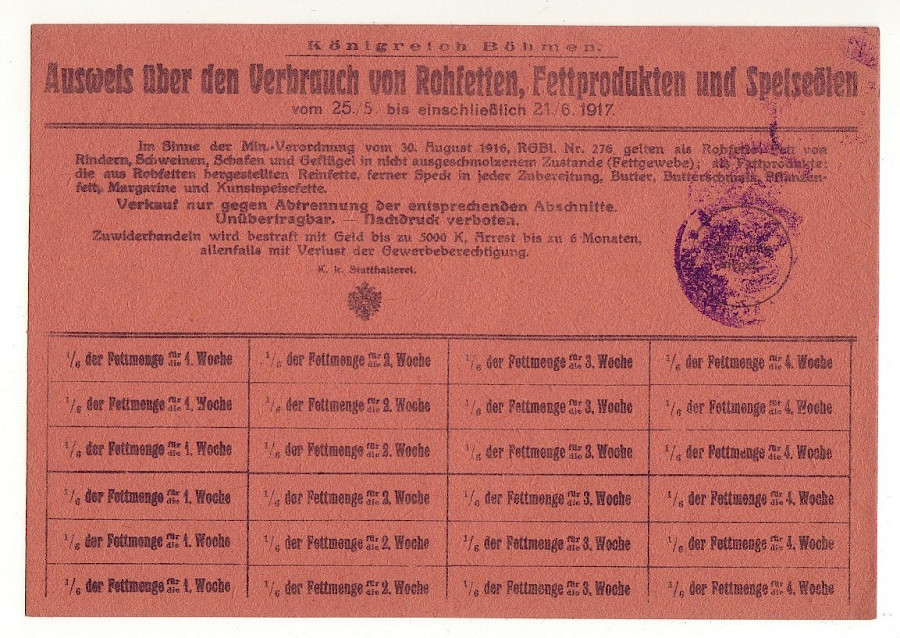 Königreich Böhmen.
Ausweis über den Verbrauch von Rohfetten, Fettprodukten und Speiseölen
vom 25./5. bis einschließlich 21./6. 1917.
Im Sinne der Min.-Verordnung vom 30. August 1916, RGBl. Nr. 276, gelten als Rohfette: Fett von
Rindern, Schweinen, Schafen und Geflügel in nicht ausgeschmolzenem Zustande (Fettgewebe); als Fettprodukte:
die aus Rohfetten hergestellten Reinfette, ferner Speck in jeder Zubereitung, Butter, Butterschmalz, Pflanzen-
fett, Margarine und Kunstspeisefette.
Verkauf nur gegen Abtrennung der entsprechenden Abschnitte.
Unübertragbar. — Nachdruck verboten.
Zuwiderhandeln wird bestraft mit Geld bis zu 5000 K, Arrest bis zu 6 Monaten,
allenfalls mit Verlust der Gewerbeberechtigung.
K. k. Statthalterei.
1/6 der Fettmenge für die 1. Woche 1/6 der Fettmenge für die 2. Woche 1/6 der Fettmenge für die 3. Woche 1/6 der Fettmenge für die 4. Woche
1/6 der Fettmenge für die 1. Woche 1/6 der Fettmenge für die 2. Woche 1/6 der Fettmenge für die 3. Woche 1/6 der Fettmenge für die 4. Woche
1/6 der Fettmenge für die 1. Woche 1/6 der Fettmenge für die 2. Woche 1/6 der Fettmenge für die 3. Woche 1/6 der Fettmenge für die 4. Woche
1/6 der Fettmenge für die 1. Woche 1/6 der Fettmenge für die 2. Woche 1/6 der Fettmenge für die 3. Woche 1/6 der Fettmenge für die 4. Woche
1/6 der Fettmenge für die 1. Woche 1/6 der Fettmenge für die 2. Woche 1/6 der Fettmenge für die 3. Woche 1/6 der Fettmenge für die 4. Woche
1/6 der Fettmenge für die 1. Woche 1/6 der Fettmenge für die 2. Woche 1/6 der Fettmenge für die 3. Woche 1/6 der Fettmenge für die 4. Woche